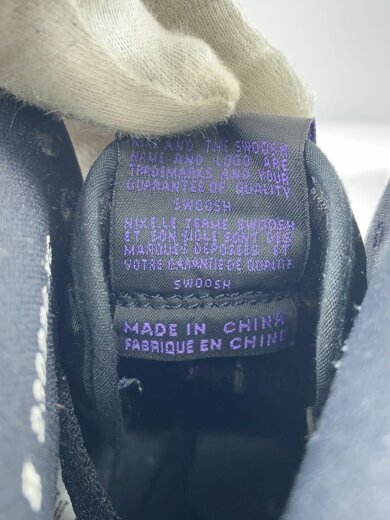 AND THE SWOOSH
NAME AND LOGO ARE
TRADEMARKS AND YOUR
GUARANTEE OF QUALITY
SWOOSH
NIKE LE TERME SWOOSH
ET SON LOGO SONT DES
MARQUES DEPOSEES ET
VOTRE GARANTIE DE QUALITE
SWOOSH
MADE IN CHINA
FABRIQUE EN CHINE